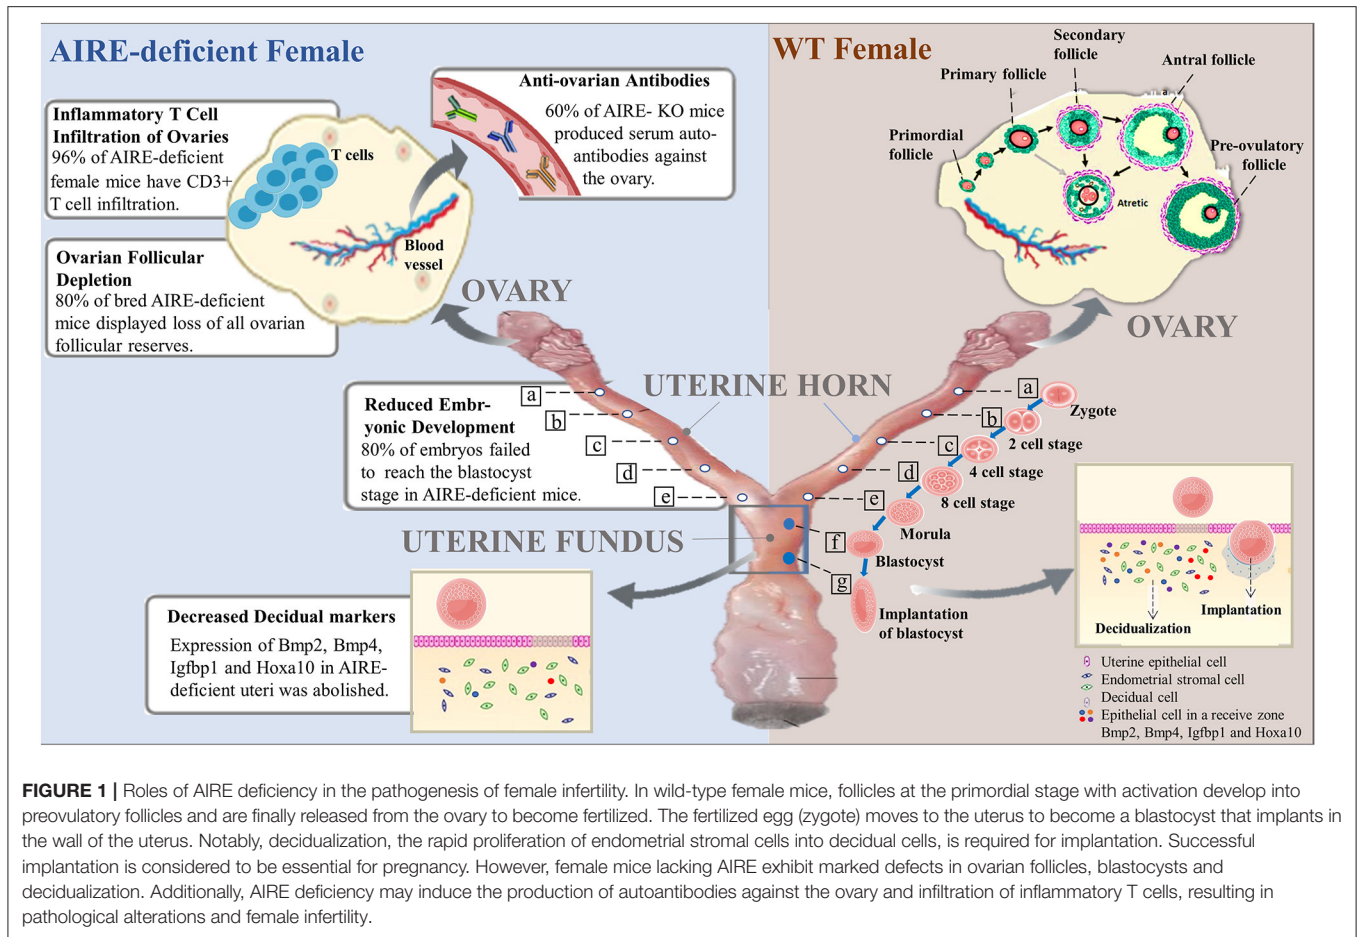 AIRE-deficient Female
WT Female
Inflammatory T Cell
Infiltration of Ovaries
96% of AIRE-deficient
female mice have CD3+
T cell infiltration.
T cells
Blood
vessel
Anti-ovarian Antibodies
60% of AIRE- KO mice
produced serum auto-
antibodies against
the ovary.
Ovarian Follicular
Depletion
80% of bred AIRE-deficient
mice displayed loss of all ovarian
follicular reserves.
Primordial
follicle
Primary follicle
Secondary
follicle
Antral follicle
Pre-ovulatory
follicle
Atretic
a
OVARY
OVARY
UTERINE HORN
Reduced Embr-
yonic Development
80% of embryos failed
to reach the blastocyst
stage in AIRE-deficient mice.
a
b
c
d
e
a
b
c
d
e
f
g
Zygote
2 cell stage
4 cell stage
8 cell stage
Morula
Blastocyst
Implantation
of blastocyst
UTERINE FUNDUS
Decreased Decidual markers
Expression of Bmp2, Bmp4,
Igfbp1 and Hoxa10 in AIRE-
deficient uteri was abolished.
Implantation
Decidualization
Uterine epithelial cell
Endometrial stromal cell
Decidual cell
Epithelial cell in a receive zone
Bmp2, Bmp4, Igfbp1 and Hoxa10
FIGURE 1 | Roles of AIRE deficiency in the pathogenesis of female infertility. In wild-type female mice, follicles at the primordial stage with activation develop into
preovulatory follicles and are finally released from the ovary to become fertilized. The fertilized egg (zygote) moves to the uterus to become a blastocyst that implants in
the wall of the uterus. Notably, decidualization, the rapid proliferation of endometrial stromal cells into decidual cells, is required for implantation. Successful
implantation is considered to be essential for pregnancy. However, female mice lacking AIRE exhibit marked defects in ovarian follicles, blastocysts and
decidualization. Additionally, AIRE deficiency may induce the production of autoantibodies against the ovary and infiltration of inflammatory T cells, resulting in
pathological alterations and female infertility.